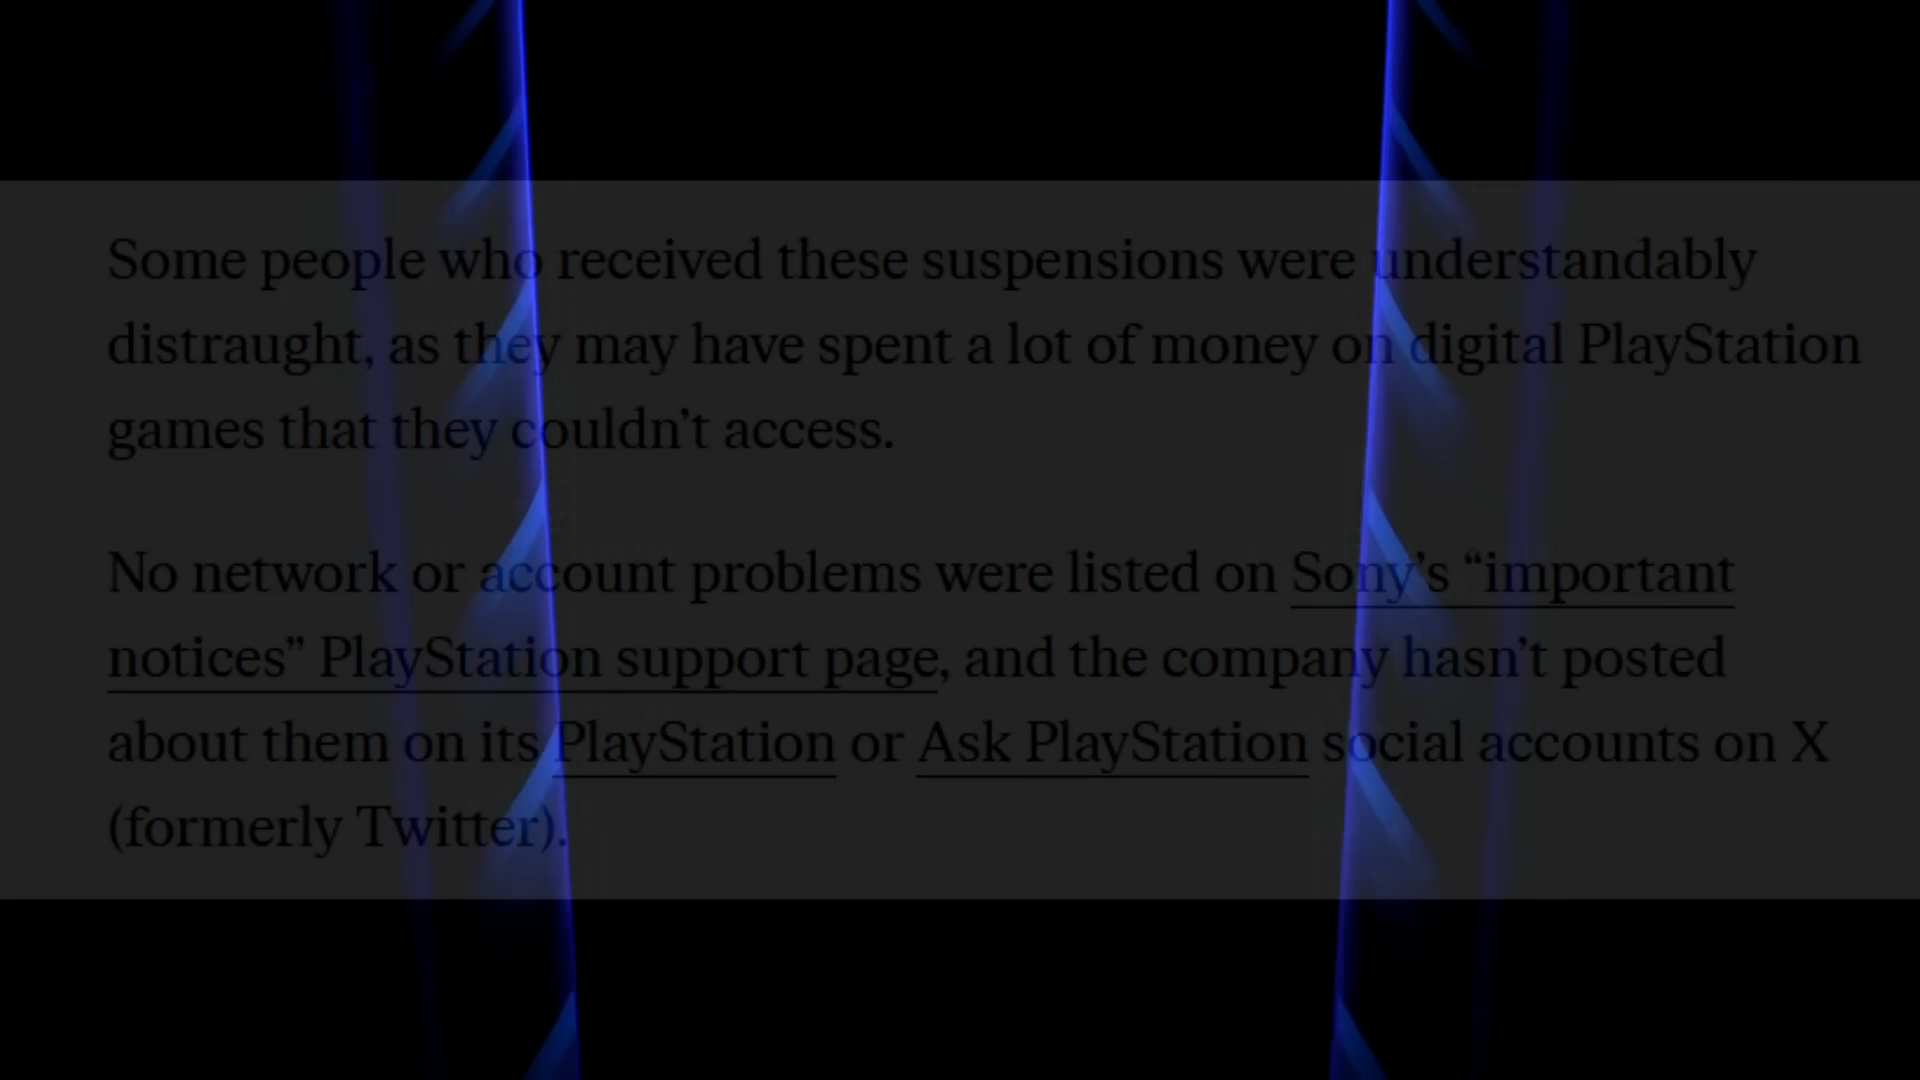 Some people who received these suspensions were understandably
distraught, as they may have spent a lot of money on digital PlayStation
games that they couldn’t access.
No network or account problems were listed on Sony’s “important
notices” PlayStation support page, and the company hasn’t posted
about them on its PlayStation or Ask PlayStation social accounts on X
(formerly Twitter).